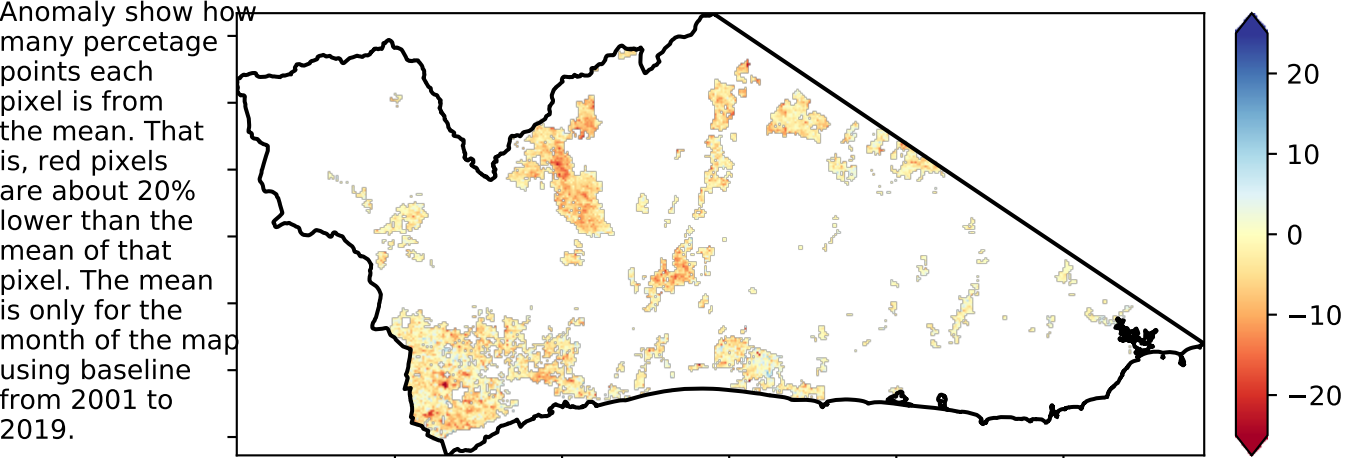 Anomaly show how
many percetage
points each
pixel is from
the mean. That
is, red pixels
are about 20%
lower than the
mean of that
pixel. The mean
is only for the
month of the map
using baseline
from 2001 to
2019.
20
10
0
−10
−20